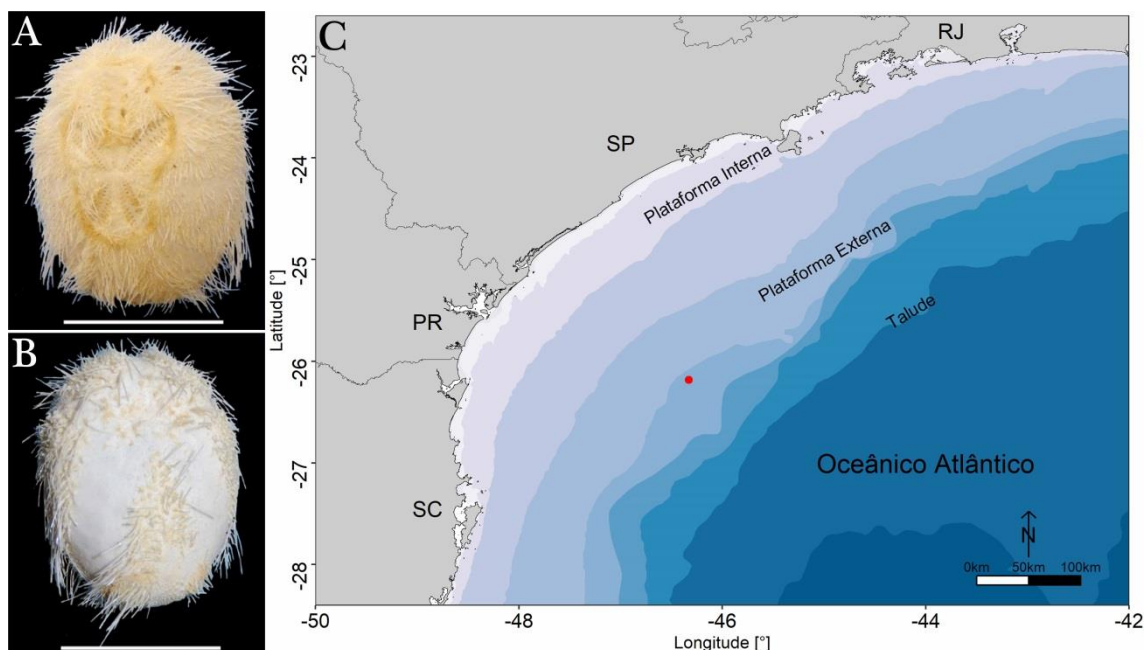 A
B
C
RJ
SP
PR
SC
Plataforma Interna
Plataforma Externa
Talude
Oceânico Atlântico
N
0km 50km 100km
Latitude [°]
-23
-24
-25
-26
-27
-28
-50 -48 -46 -44 -42
Longitude [°]